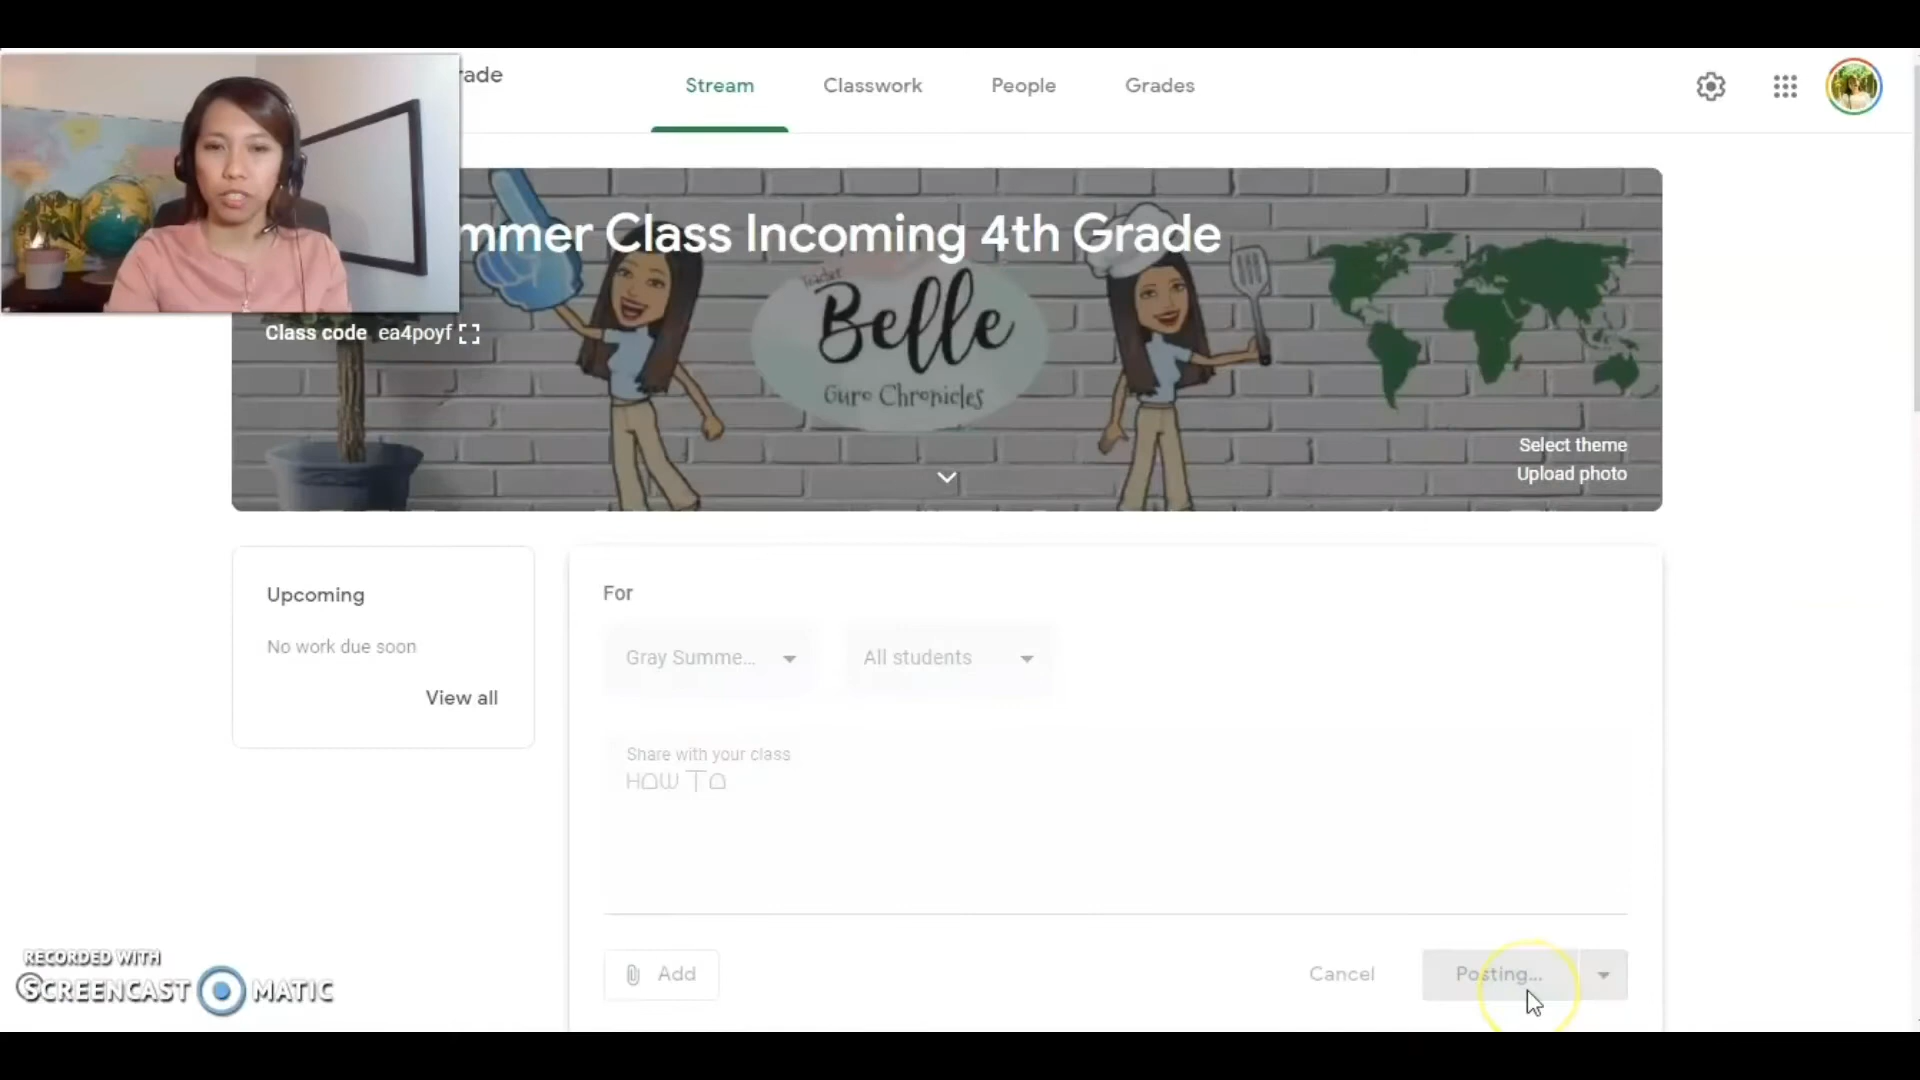 rade
Stream
Classwork
People
Grades
mmer Class Incoming 4th Grade
Teacher
Belle
Guro Chronicles
Class code ea4poyf
Select theme
Upload photo
Upcoming
No work due soon
View all
For
Gray Summe...
All students
Share with your class
HOW TO
Add
Cancel
Posting...
RECORDED WITH
SCREENCAST MATIC